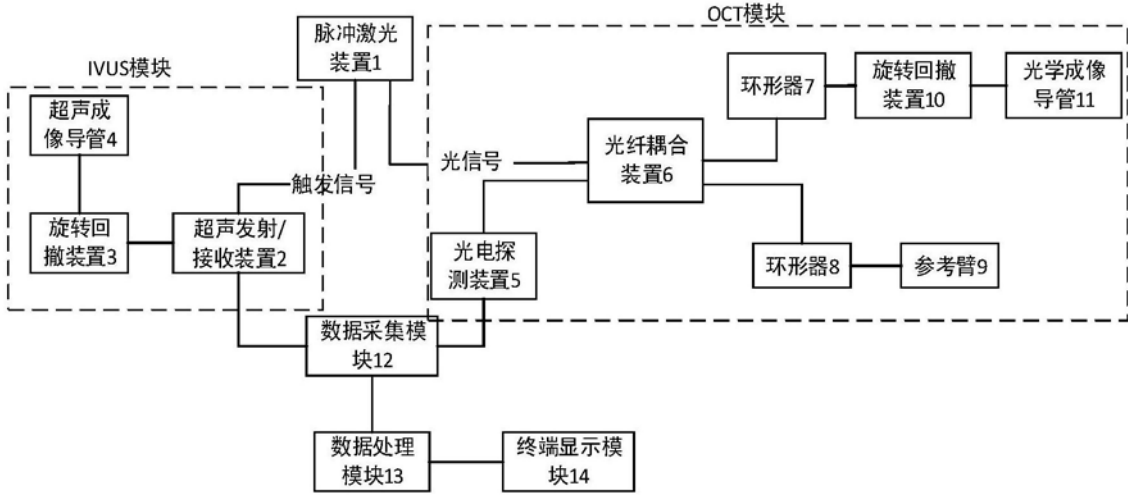 OCT模块
脉冲激光
装置1
IVUS模块
超声成
像导管4
环形器7
旋转回撤
装置10
光学成像
导管11
光信号
光纤耦合
装置6
触发信号
旋转回
撤装置3
超声发射/
接收装置2
光电探
测装置5
环形器8
参考臂9
数据采集模
块12
数据处理
模块13
终端显示模
块14